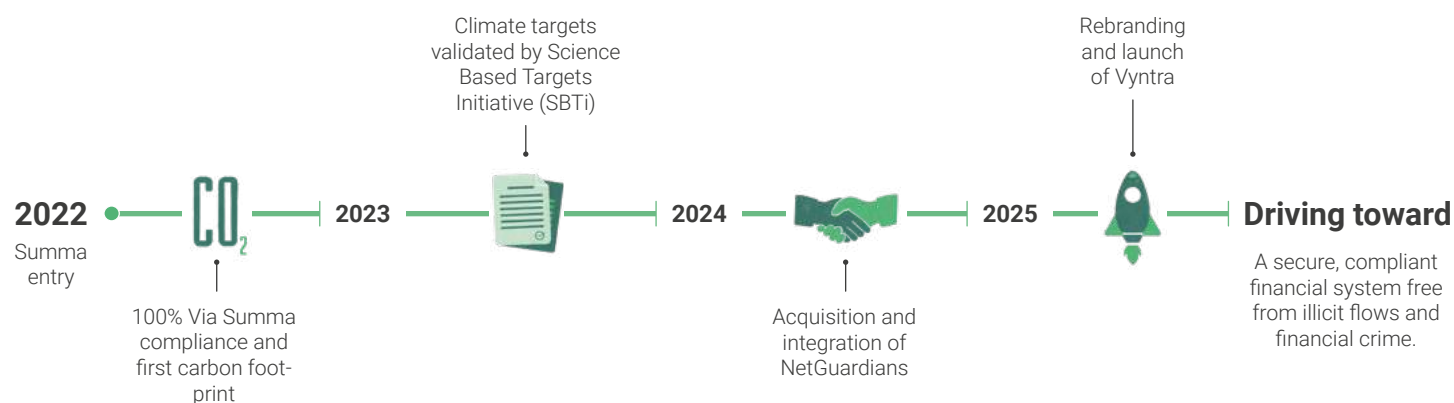 2022
Summa
entry
CO2
100% Via Summa
compliance and
first carbon foot-
print
2023
Climate targets
validated by Science
Based Targets
Initiative (SBTi)
2024
Acquisition and
integration of
NetGuardians
2025
Rebranding
and launch
of Vyntra
Driving toward
A secure, compliant
financial system free
from illicit flows and
financial crime.